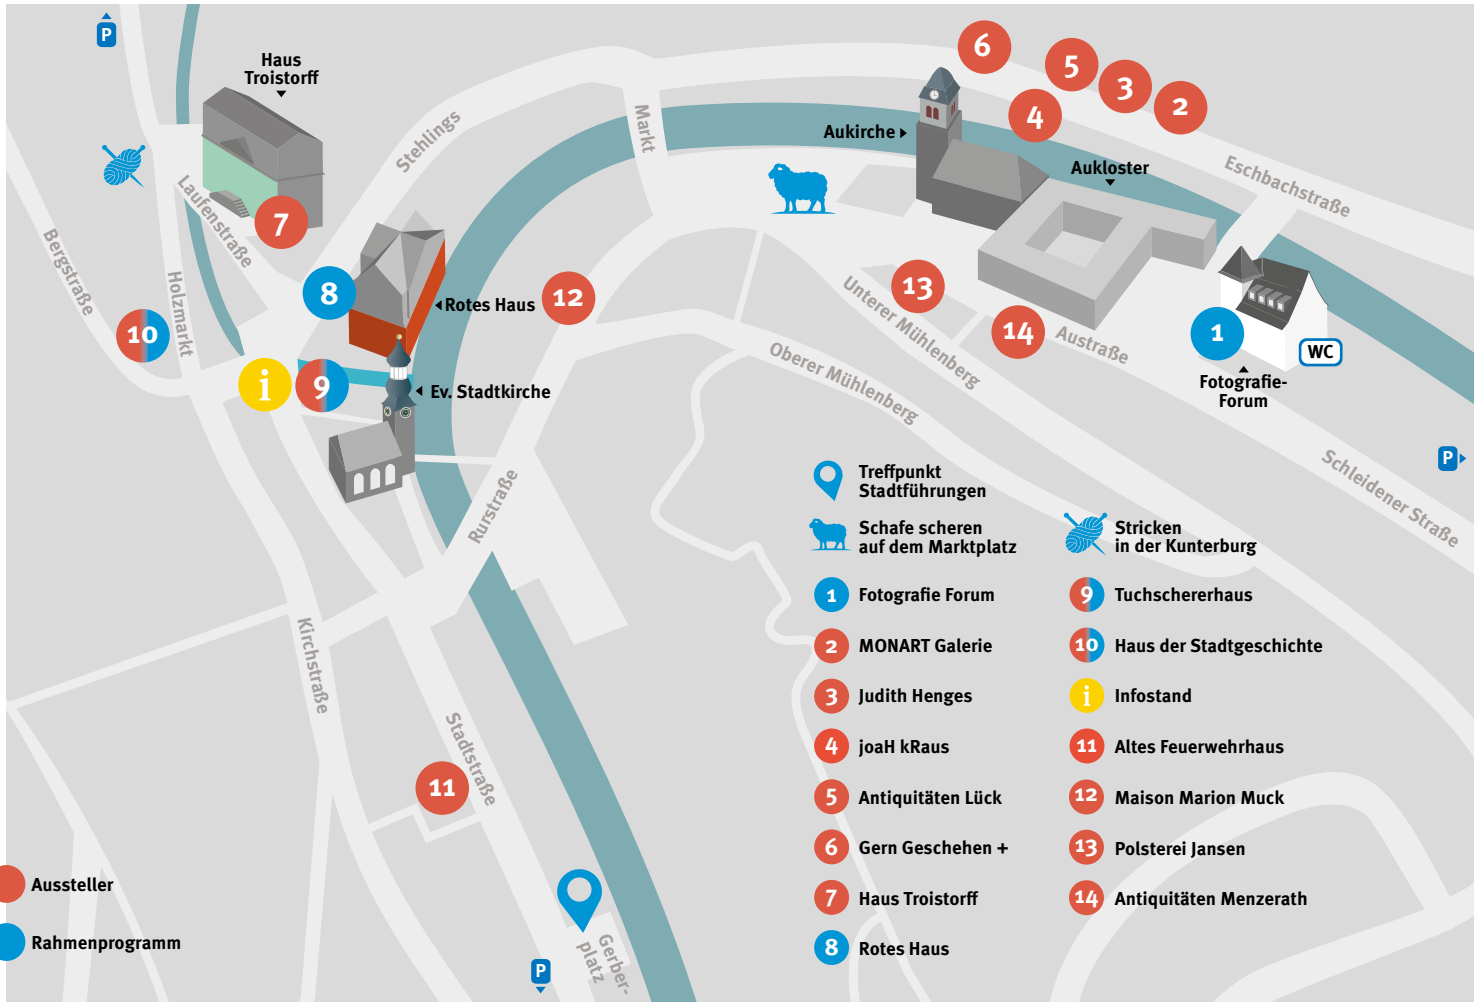 P
Haus
Troistorff
6
5
3
2
4
Stehlings
Markt
Aukirche
Aukloster
Eschbachstraße
Laufenstraße
7
Bergstraße
Holzmarkt
8
Rotes Haus
12
13
Unterer Mühlenberg
14
Austraße
1
WC
Fotografie-
Forum
10
i
9
Ev. Stadtkirche
Oberer Mühlenberg
Schleidener Straße
P
Rurstraße
Kirchstraße
Stadtstraße
11
Gerber-
platz
P
Treffpunkt
Stadtführungen
Schafe scheren
auf dem Marktplatz
1 Fotografie Forum
2 MONART Galerie
3 Judith Henges
4 joaH kRaus
5 Antiquitäten Lück
6 Gern Geschehen +
7 Haus Troistorff
8 Rotes Haus
Stricken
in der Kunterburg
9 Tuchschererhaus
10 Haus der Stadtgeschichte
i Infostand
11 Altes Feuerwehrhaus
12 Maison Marion Muck
13 Polsterei Jansen
14 Antiquitäten Menzerath
Aussteller
Rahmenprogramm